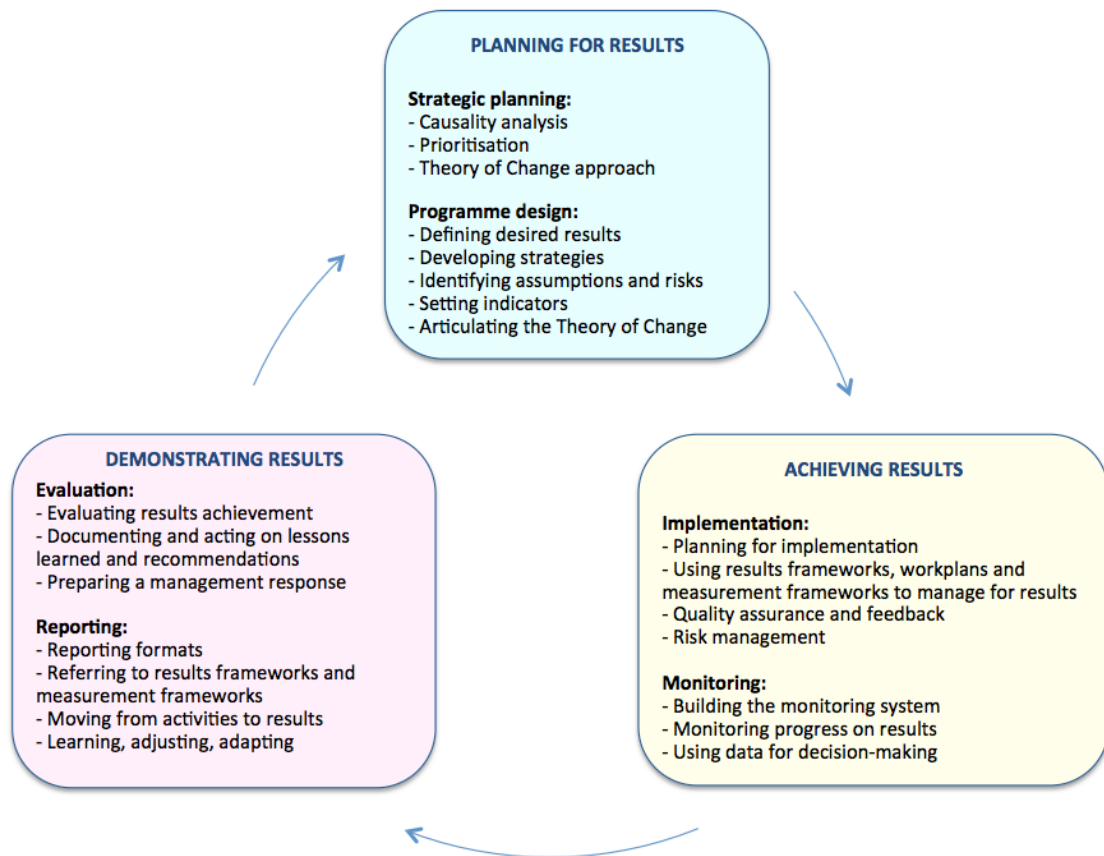 PLANNING FOR RESULTS
Strategic planning:
- Causality analysis
- Prioritisation
- Theory of Change approach
Programme design:
- Defining desired results
- Developing strategies
- Identifying assumptions and risks
- Setting indicators
- Articulating the Theory of Change
DEMONSTRATING RESULTS
Evaluation:
- Evaluating results achievement
- Documenting and acting on lessons
learned and recommendations
- Preparing a management response
Reporting:
- Reporting formats
- Referring to results frameworks and
measurement frameworks
- Moving from activities to results
- Learning, adjusting, adapting
ACHIEVING RESULTS
Implementation:
- Planning for implementation
- Using results frameworks, workplans and
measurement frameworks to manage for results
- Quality assurance and feedback
- Risk management
Monitoring:
- Building the monitoring system
- Monitoring progress on results
- Using data for decision-making